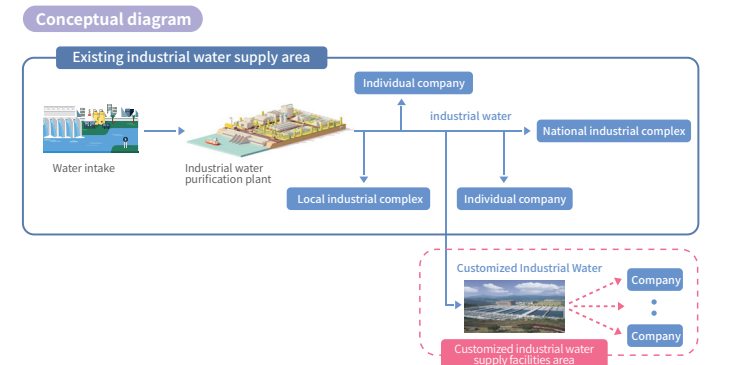 Conceptual diagram
Existing industrial water supply area
Individual company
industrial water
National industrial complex
Water intake
Industrial water
purification plant
Local industrial complex
Individual company
Customized Industrial Water
Company
Company
Customized industrial water
supply facilities area